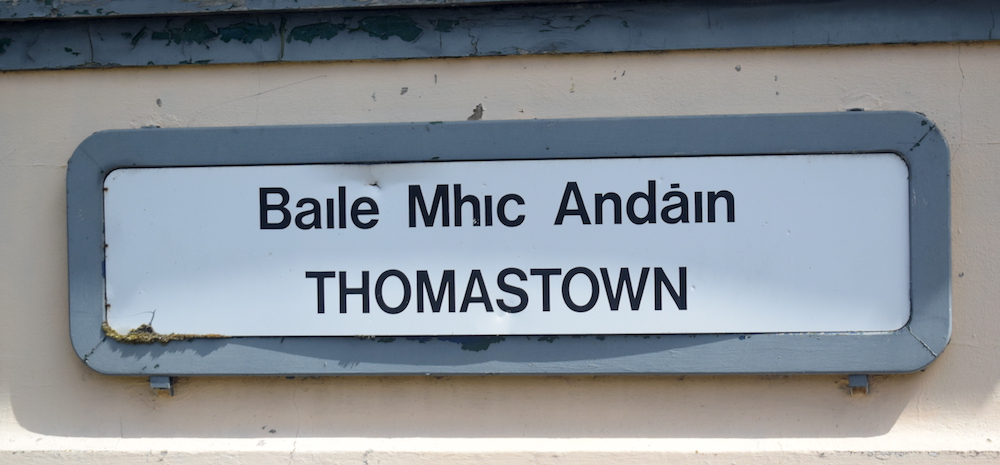 Baıle Mhıc Andáın
THOMASTOWN